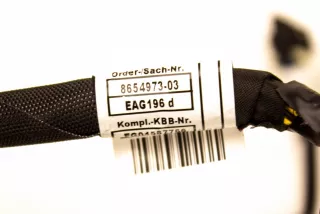 Order-/Sach-Nr.
8654973-03
EAG196 d
Kompl.-KBB-Nr.